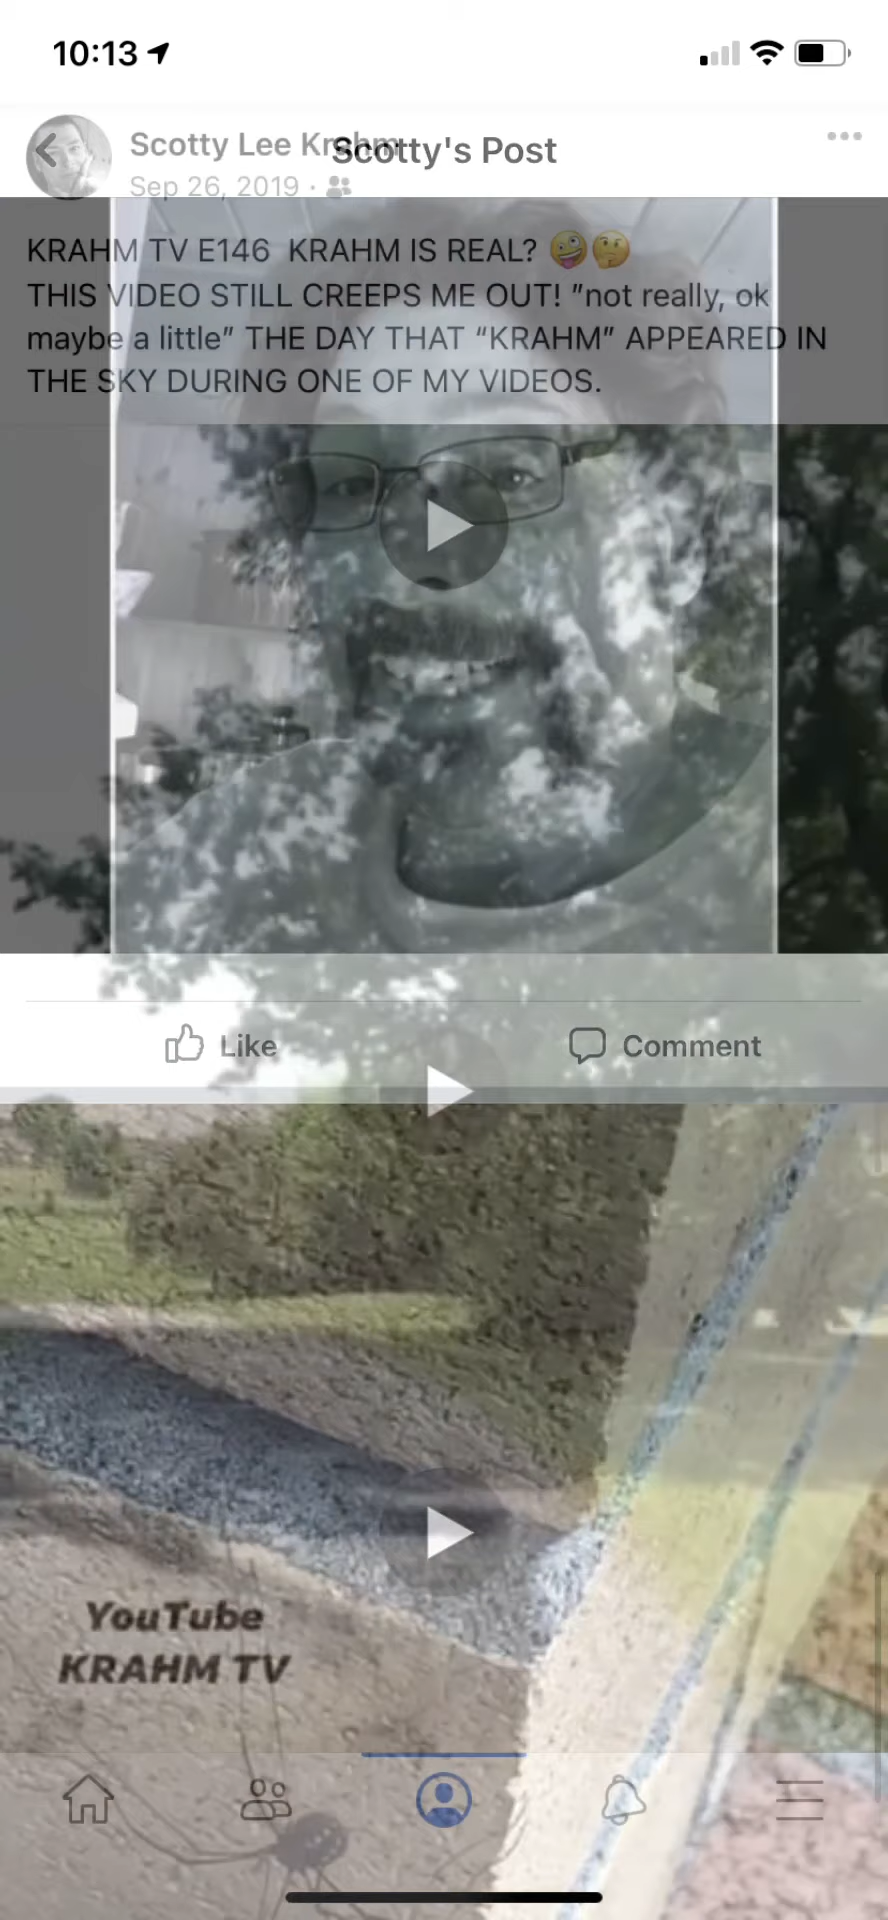 10:13
Scotty Lee Krahm
Scotty's Post
Sep 26, 2019 ·
KRAHM TV E146 KRAHM IS REAL? 🤪🤔
THIS VIDEO STILL CREEPS ME OUT! "not really, ok
maybe a little" THE DAY THAT “KRAHM” APPEARED IN
THE SKY DURING ONE OF MY VIDEOS.
Like
Comment
YouTube
KRAHM TV